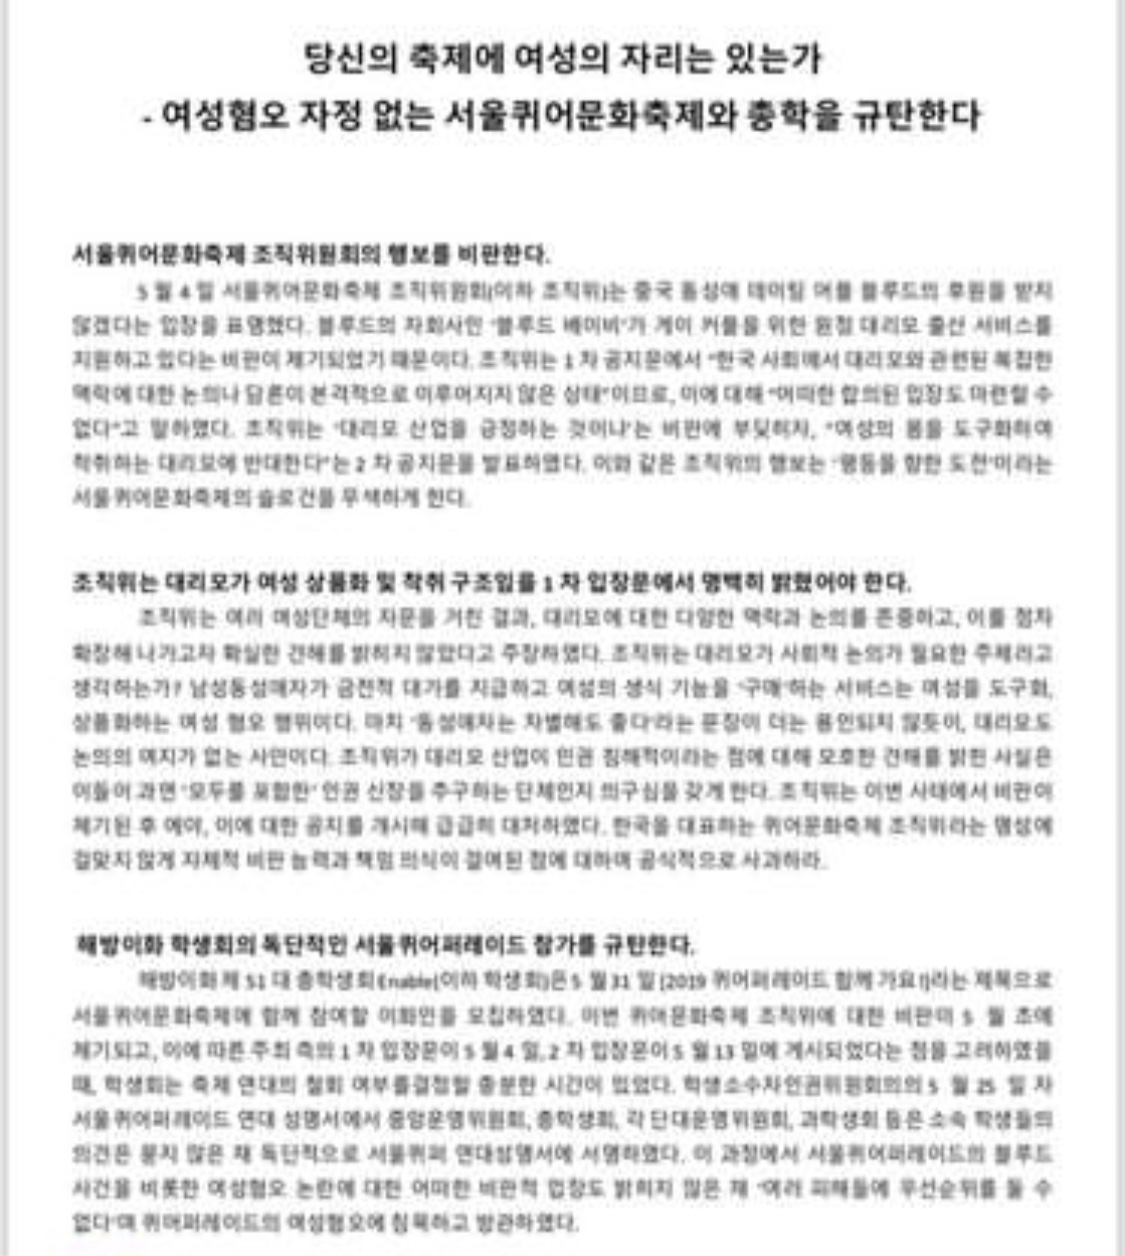 당신의 축제에 여성의 자리는 있는가
- 여성혐오 자정 없는 서울퀴어문화축제와 총학을 규탄한다
서울퀴어문화축제 조직위원회의 행보를 비판한다.
5 월 4 일 서울퀴어문화축제 조직위원회(이하 조직위)는 중국 동성애 데이팅 어플 블루드의 후원을 받지
않겠다는 입장을 표명했다. 블루드의 자회사인 '블루드 베이비'가 게이 커플을 위한 원정 대리모 출산 서비스를
지원하고 있다는 비판이 제기되었기 때문이다. 조직위는 1 차 공지문에서 "한국 사회에서 대리모와 관련된 복잡한
맥락에 대한 논의나 담론이 본격적으로 이루어지지 않은 상태"이므로, 이에 대해 "어떠한 합의된 입장도 마련할 수
없다"고 말하였다. 조직위는 '대리모 산업을 긍정하는 것이냐'는 비판에 부딪히자, "여성의 몸을 도구화하여
착취하는 대리모에 반대한다"는 2 차 공지문을 발표하였다. 이와 같은 조직위의 행보는 '평등을 향한 도전'이라는
서울퀴어문화축제의 슬로건을 무색하게 한다.
조직위는 대리모가 여성 상품화 및 착취 구조임을 1 차 입장문에서 명백히 밝혔어야 한다.
조직위는 여러 여성단체의 자문을 거친 결과, 대리모에 대한 다양한 맥락과 논의를 존중하고, 이를 점차
확장해 나가고자 확실한 견해를 밝히지 않았다고 주장하였다. 조직위는 대리모가 사회적 논의가 필요한 주제라고
생각하는가? 남성동성애자가 금전적 대가를 지급하고 여성의 생식 기능을 '구매'하는 서비스는 여성을 도구화,
상품화하는 여성 혐오 행위이다. 마치 '동성애자는 차별해도 좋다'라는 문장이 더는 용인되지 않듯이, 대리모도
논의의 여지가 없는 사안이다. 조직위가 대리모 산업이 인권 침해적이라는 점에 대해 모호한 견해를 밝힌 사실은
이들이 과연 '모두를 포함한' 인권 신장을 추구하는 단체인지 의구심을 갖게 한다. 조직위는 이번 사태에서 비판이
제기된 후 에야, 이에 대한 공지를 게시해 급급히 대처하였다. 한국을 대표하는 퀴어문화축제 조직위라는 명성에
걸맞지 않게 자체적 비판 능력과 책임 의식이 결여된 점에 대하여 공식적으로 사과하라.
해방이화 학생회의 독단적인 서울퀴어퍼레이드 참가를 규탄한다.
해방이화 제 51 대 총학생회 Enable(이하 학생회)은 5 월 31 일 [2019 퀴어퍼레이드 함께 가요!]라는 제목으로
서울퀴어문화축제에 함께 참여할 이화인을 모집하였다. 이번 퀴어문화축제 조직위에 대한 비판이 5 월 초에
제기되고, 이에 따른 주최 측의 1 차 입장문이 5 월 4 일, 2 차 입장문이 5 월 13 일에 게시되었다는 점을 고려하였을
때, 학생회는 축제 연대의 철회 여부를결정할 충분한 시간이 있었다. 학생소수자인권위원회의의 5 월 25 일 자
서울퀴어퍼레이드 연대 성명서에서 중앙운영위원회, 총학생회, 각 단대운영위원회, 과학생회 등은 소속 학생들의
의견은 묻지 않은 채 독단적으로 서울퀴퍼 연대성명서에 서명하였다. 이 과정에서 서울퀴어퍼레이드의 블루드
사건을 비롯한 여성혐오 논란에 대한 어떠한 비판적 입장도 밝히지 않은 채 "여러 피해들에 우선순위를 둘 수
없다"며 퀴어퍼레이드의 여성혐오에 침묵하고 방관하였다.